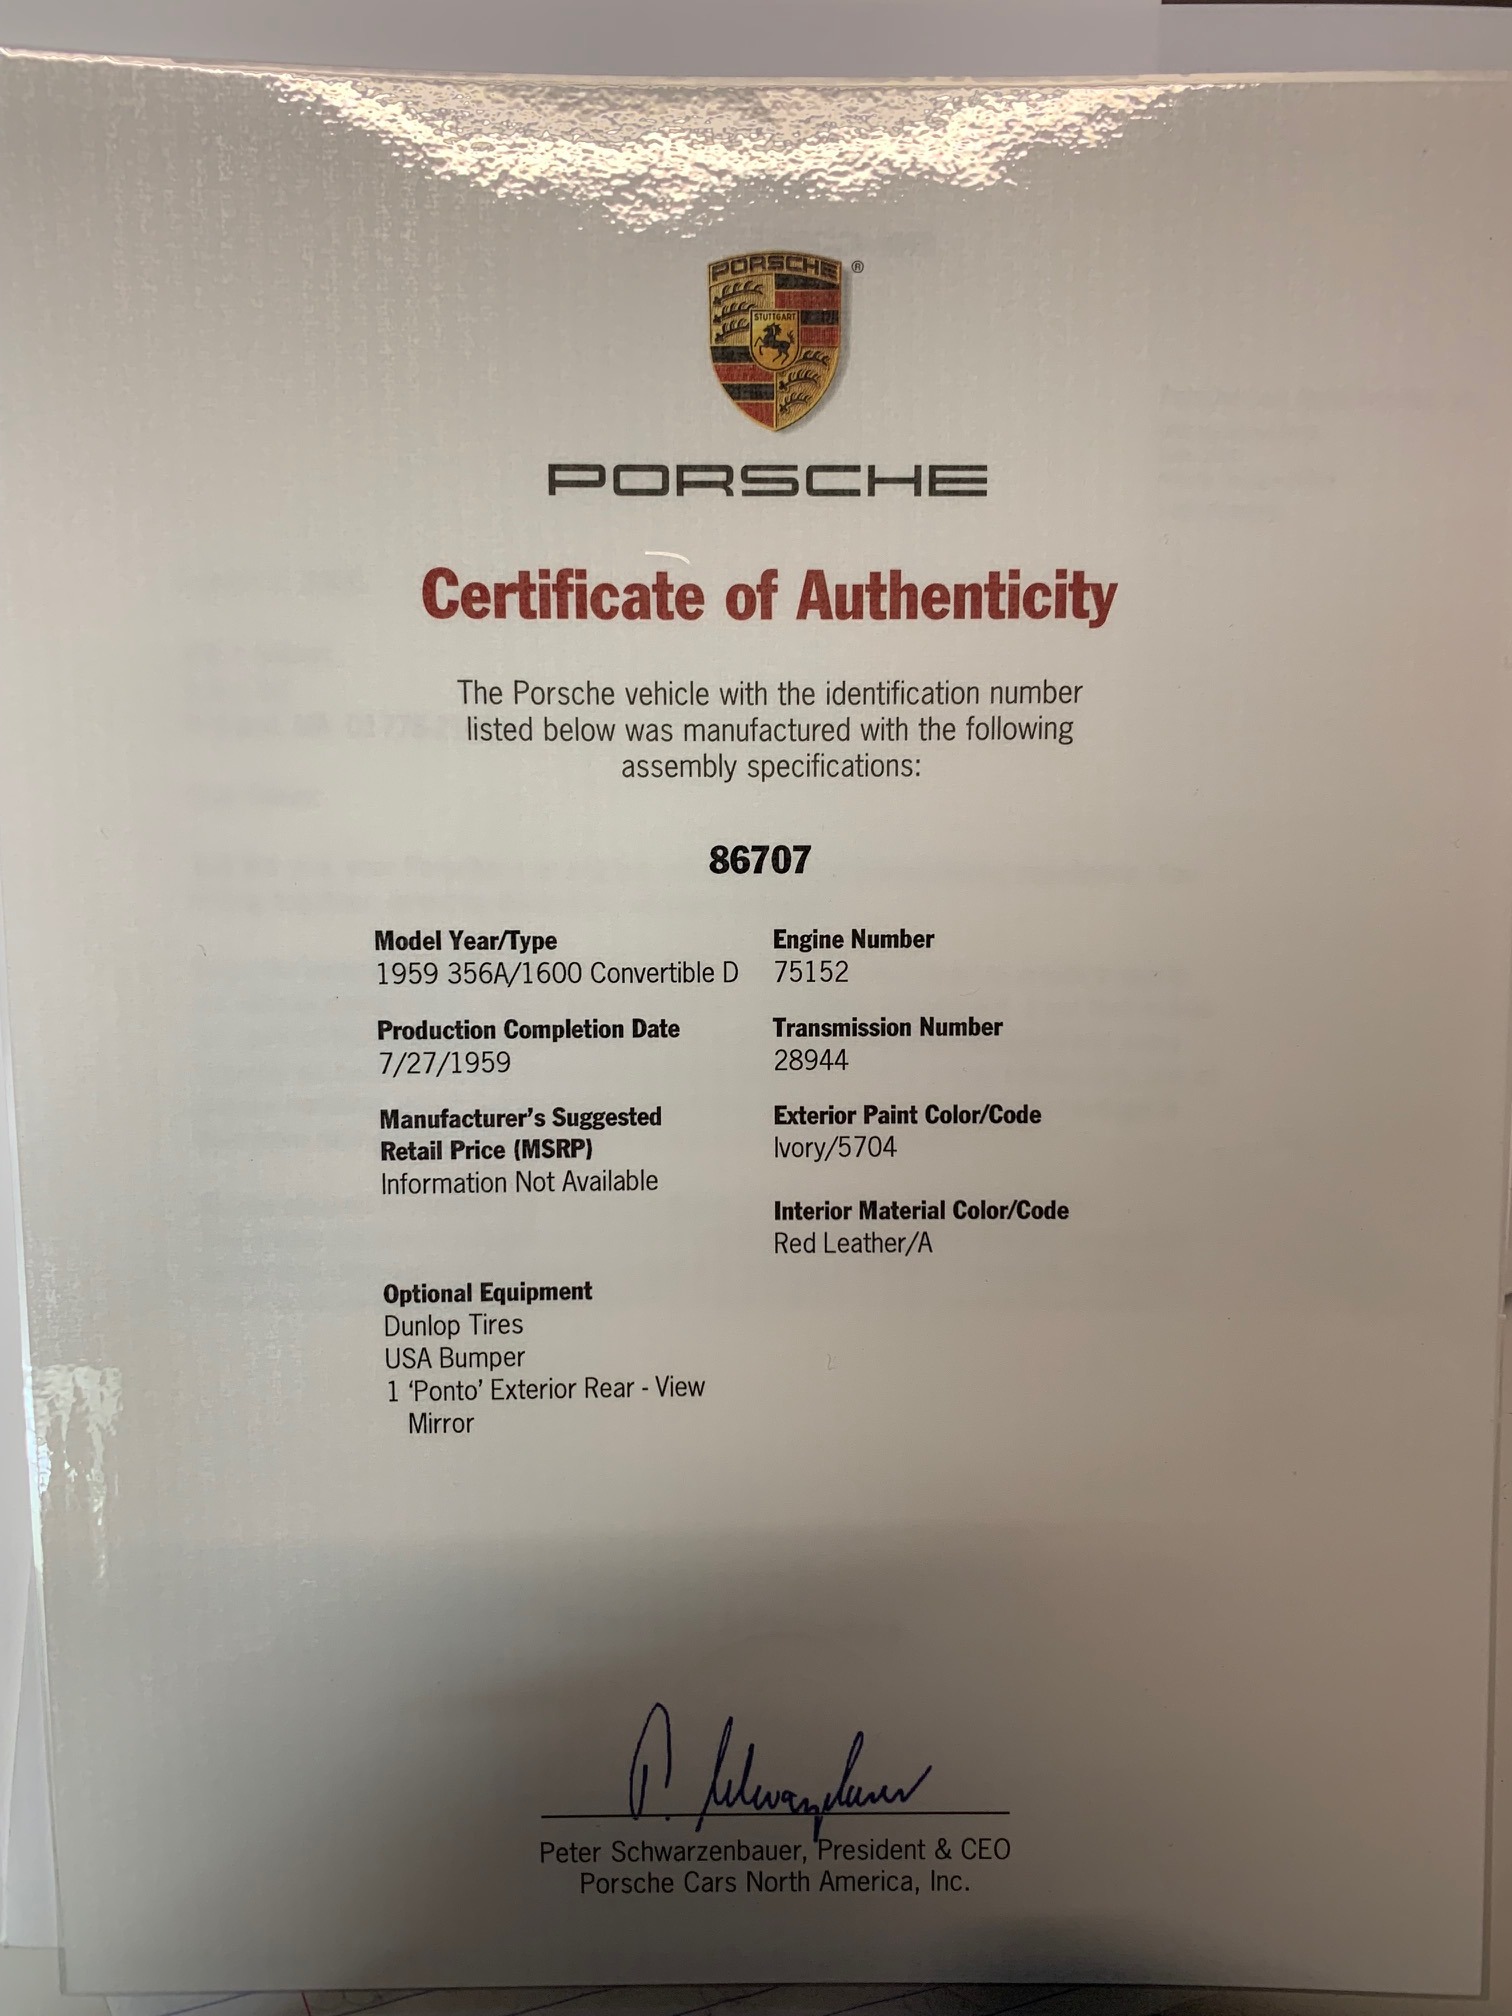 PORSCHE ®
STUTTGART
PORSCHE
Certificate of Authenticity
The Porsche vehicle with the identification number
listed below was manufactured with the following
assembly specifications:
86707
Model Year/Type
1959 356A/1600 Convertible D
Production Completion Date
7/27/1959
Manufacturer's Suggested
Retail Price (MSRP)
Information Not Available
Engine Number
75152
Transmission Number
28944
Exterior Paint Color/Code
Ivory/5704
Interior Material Color/Code
Red Leather/A
Optional Equipment
Dunlop Tires
USA Bumper
1 ‘Ponto’ Exterior Rear - View
Mirror
P. Schwarzenbauer
Peter Schwarzenbauer, President & CEO
Porsche Cars North America, Inc.